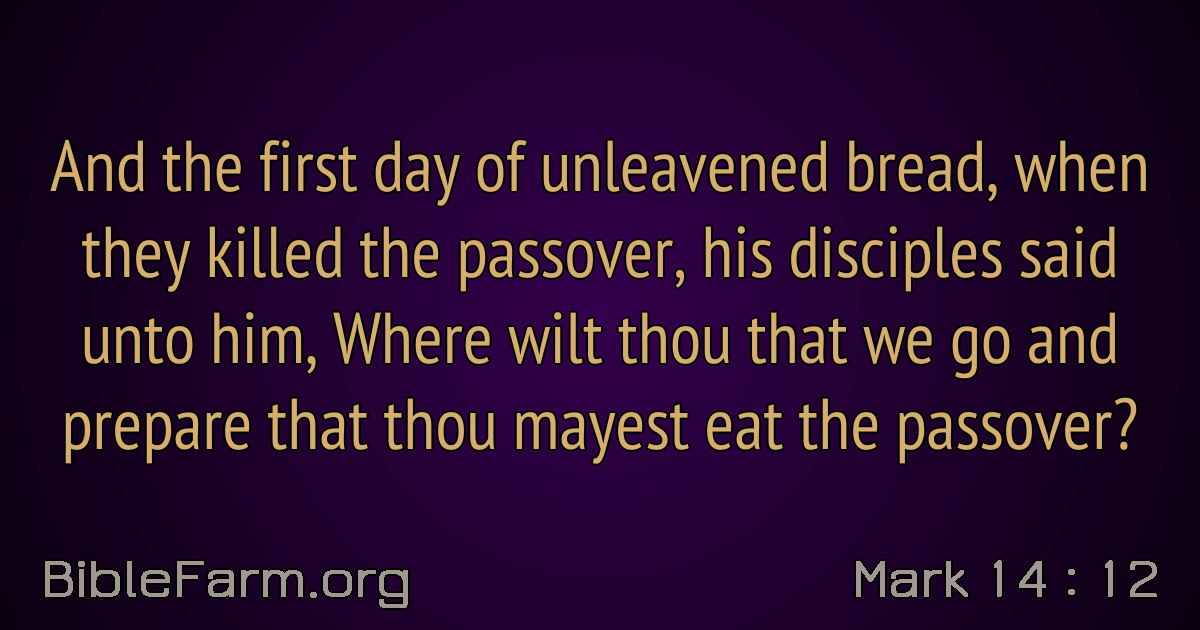 And the first day of unleavened bread, when
they killed the passover, his disciples said
unto him, Where wilt thou that we go and
prepare that thou mayest eat the passover?
BibleFarm.org
Mark 14 : 12